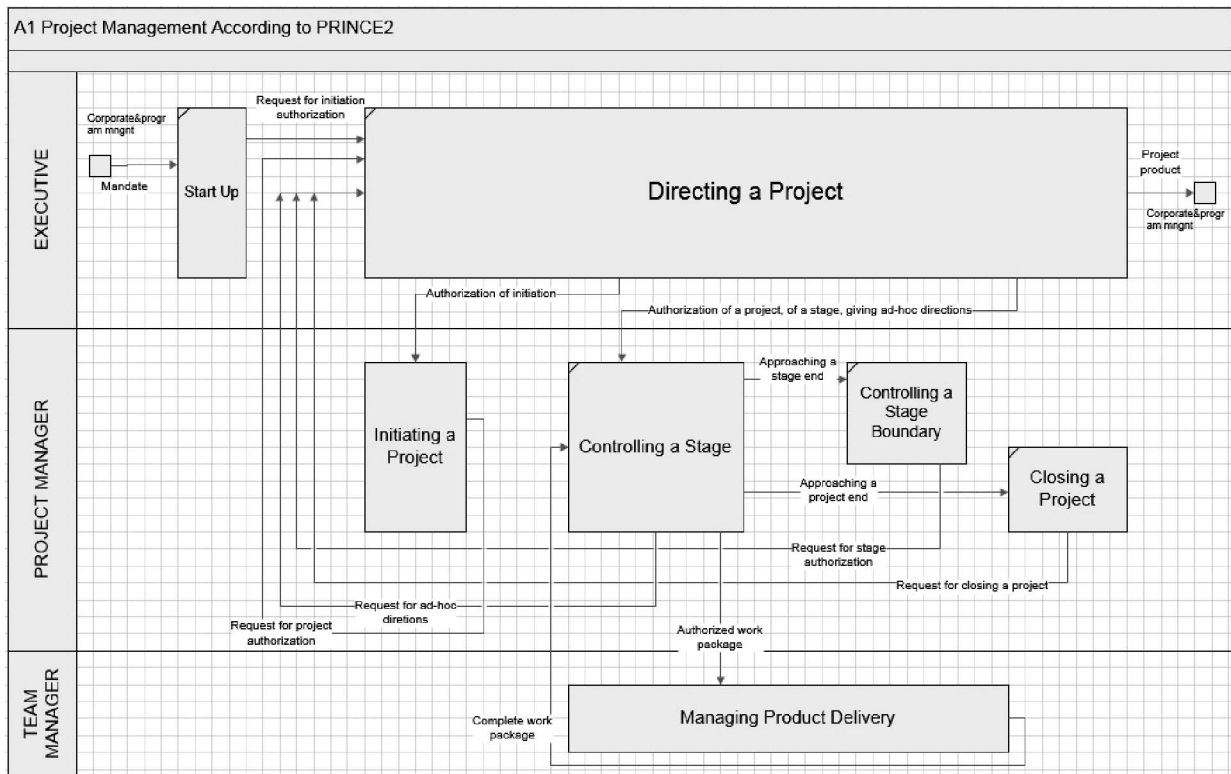 A1 Project Management According to PRINCE2
EXECUTIVE
Corporate&progr
am mngnt
Mandate
Start Up
Request for initiation
authorization
Directing a Project
Project
product
Corporate&progr
am mngnt
Authorization of initiation
Authorization of a project, of a stage, giving ad-hoc directions
PROJECT MANAGER
Initiating a
Project
Controlling a Stage
Approaching a
stage end
Controlling a
Stage
Boundary
Approaching a
project end
Closing a
Project
Request for stage
authorization
Request for closing a project
Request for ad-hoc
diretions
Request for project
authorization
Authorized work
package
TEAM
MANAGER
Complete work
package
Managing Product Delivery